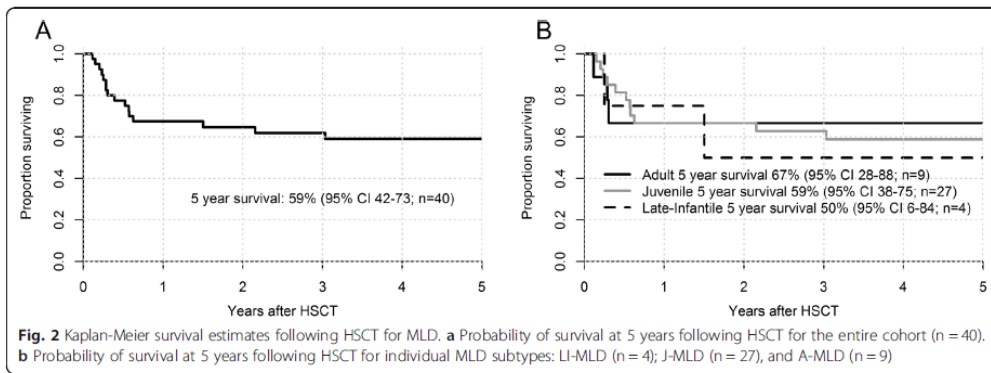 A
Proportion surviving
1.0
0.8
0.6
0.4
0.2
0.0
5 year survival: 59% (95% CI 42-73; n=40)
0 1 2 3 4 5
Years after HSCT
B
Proportion surviving
1.0
0.8
0.6
0.4
0.2
0.0
Adult 5 year survival 67% (95% CI 28-88; n=9)
Juvenile 5 year survival 59% (95% CI 38-75; n=27)
Late-Infantile 5 year survival 50% (95% CI 6-84; n=4)
0 1 2 3 4 5
Years after HSCT
Fig. 2 Kaplan-Meier survival estimates following HSCT for MLD. a Probability of survival at 5 years following HSCT for the entire cohort (n = 40).
b Probability of survival at 5 years following HSCT for individual MLD subtypes: LI-MLD (n = 4); J-MLD (n = 27), and A-MLD (n = 9)